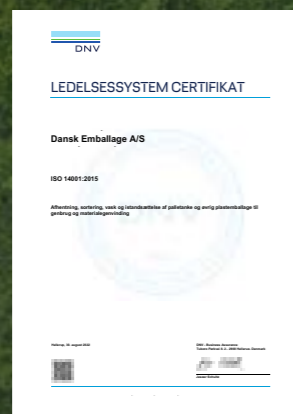 DNV
LEDELSESSYSTEM CERTIFIKAT
Dansk Emballage A/S
ISO 14001:2015
Afhentning, sortering, vask og istandsættelse af palletanke og øvrig plastemballage til
genbrug og materialegenvinding